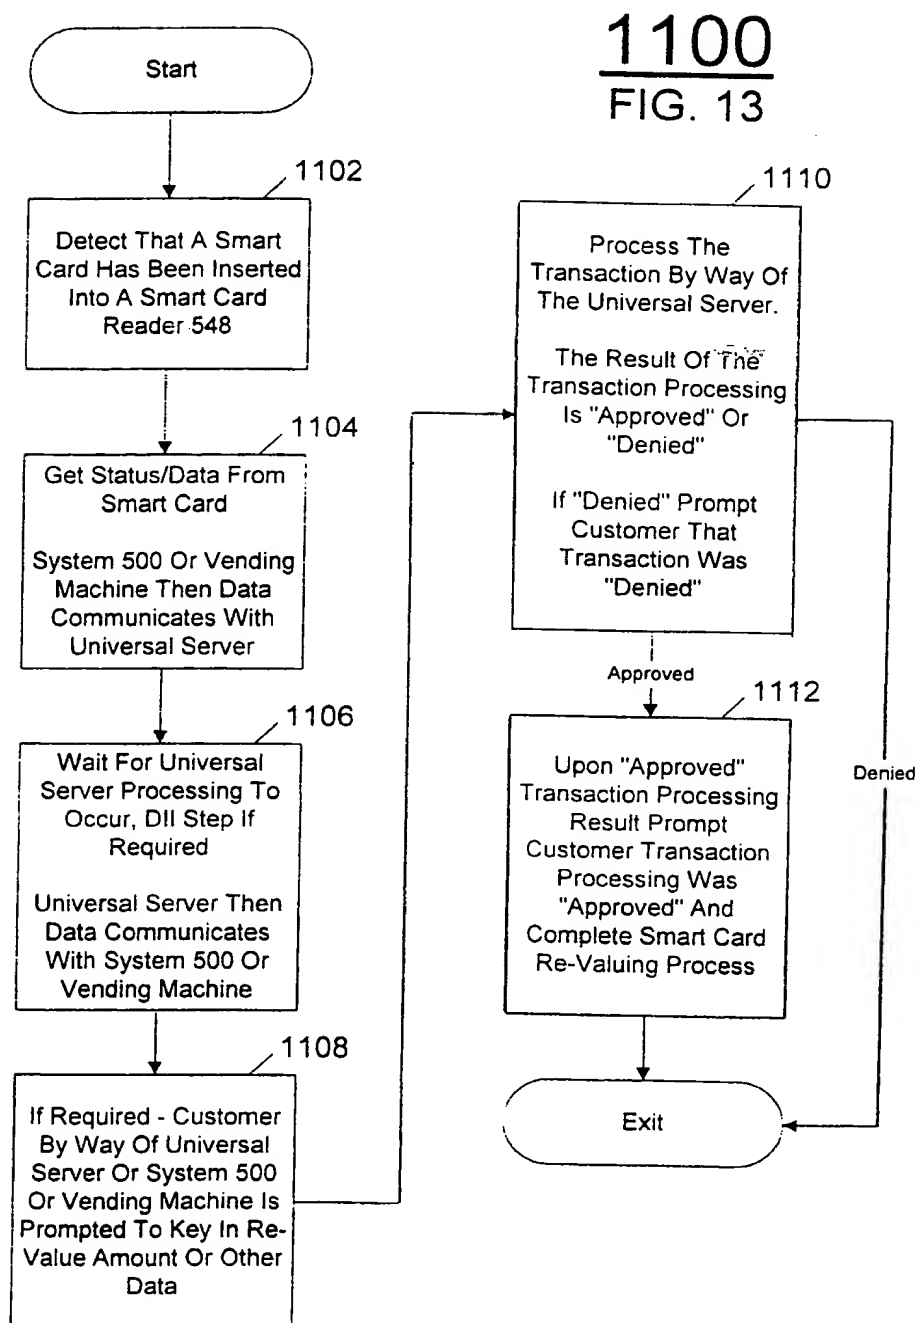 1100
FIG. 13
Start
1102
Detect That A Smart
Card Has Been Inserted
Into A Smart Card
Reader 548
1104
Get Status/Data From
Smart Card
System 500 Or Vending
Machine Then Data
Communicates With
Universal Server
1106
Wait For Universal
Server Processing To
Occur, DII Step If
Required
Universal Server Then
Data Communicates
With System 500 Or
Vending Machine
1108
If Required - Customer
By Way Of Universal
Server Or System 500
Or Vending Machine Is
Prompted To Key In Re-
Value Amount Or Other
Data
1110
Process The
Transaction By Way Of
The Universal Server.
The Result Of The
Transaction Processing
Is "Approved" Or
"Denied"
If "Denied" Prompt
Customer That
Transaction Was
"Denied"
Approved
Denied
1112
Upon "Approved"
Transaction Processing
Result Prompt
Customer Transaction
Processing Was
"Approved" And
Complete Smart Card
Re-Valuing Process
Exit